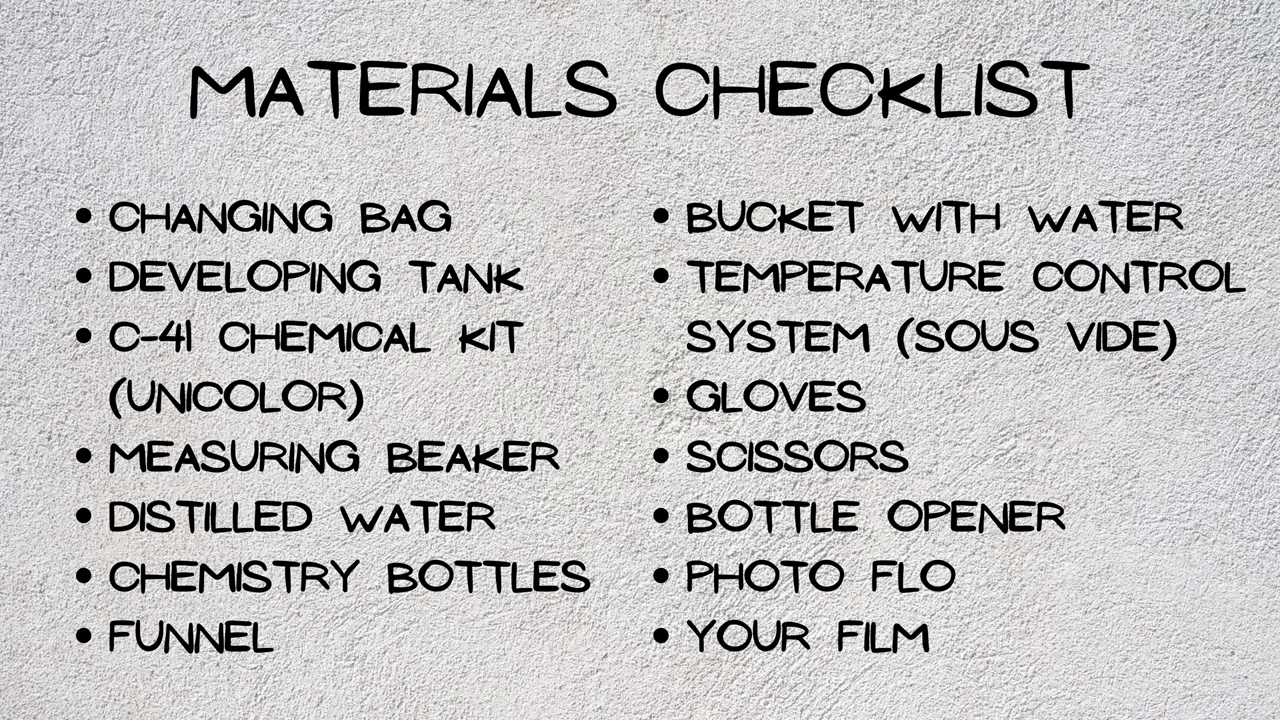 MATERIALS CHECKLIST
• CHANGING BAG
• DEVELOPING TANK
• C-41 CHEMICAL KIT
(UNICOLOR)
• MEASURING BEAKER
• DISTILLED WATER
• CHEMISTRY BOTTLES
• FUNNEL
• BUCKET WITH WATER
• TEMPERATURE CONTROL
SYSTEM (SOUS VIDE)
• GLOVES
• SCISSORS
• BOTTLE OPENER
• PHOTO FLO
• YOUR FILM